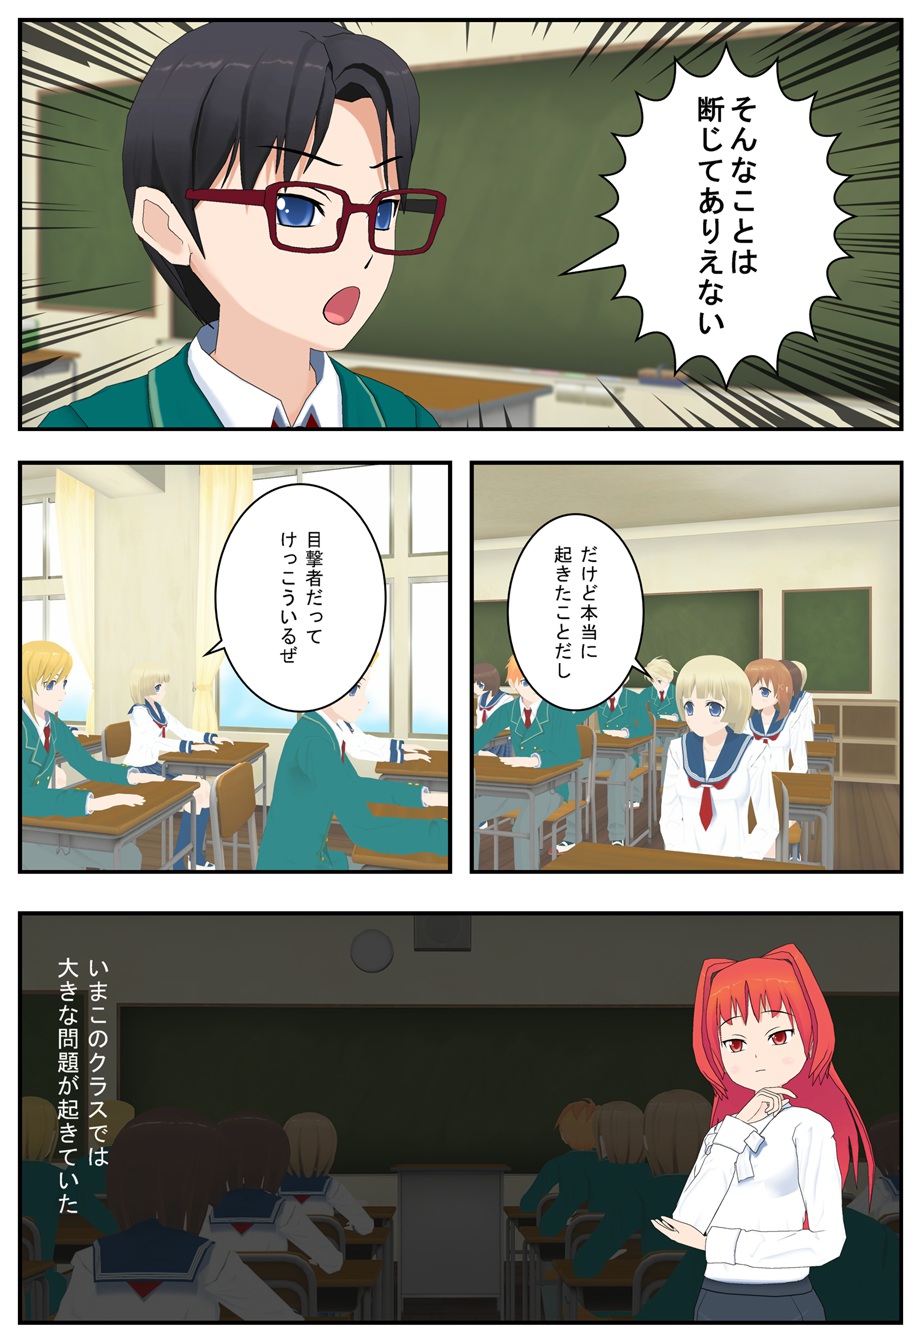 そんなことは
断じてありえない
だけど本当に
起きたことだし
目撃者だって
けっこういるぜ
いまこのクラスでは
大きな問題が起きていた